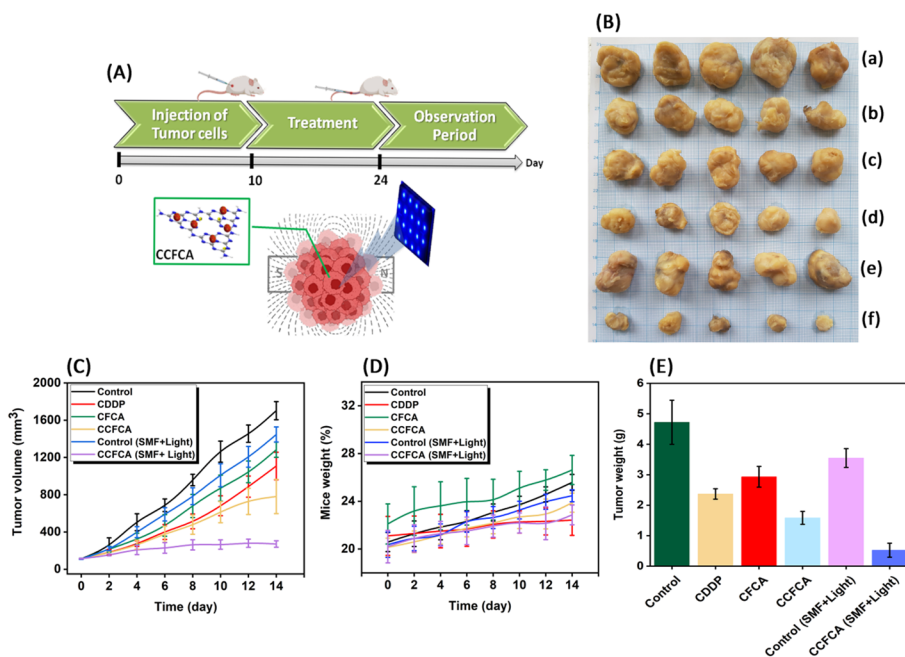 (A)
Injection of
Tumor cells
Treatment
Observation
Period
Day
0
10
24
CCFCA
S
N
(B)
(a)
(b)
(c)
(d)
(e)
(f)
(C)
Tumor volume (mm3)
2000
1600
1200
800
400
0
Control
CDDP
CFCA
CCFCA
Control (SMF+Light)
CCFCA (SMF+ Light)
0 2 4 6 8 10 12 14
Time (day)
(D)
Mice weight (%)
32
28
24
20
Control
CDDP
CFCA
CCFCA
Control (SMF+Light)
CCFCA (SMF+Light)
0 2 4 6 8 10 12 14
Time (day)
(E)
Tumor weight (g)
6
5
4
3
2
1
0
Control
CDDP
CFCA
CCFCA
Control (SMF+Light)
CCFCA (SMF+Light)